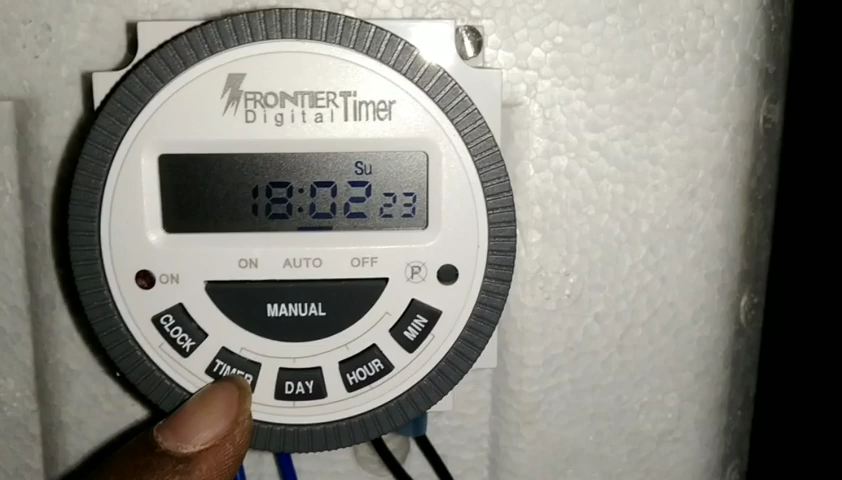 FRONTIER Timer
Digital
Su
18:02 23
ON AUTO OFF
ON
P
MANUAL
CLOCK
TIMER
DAY
HOUR
MIN